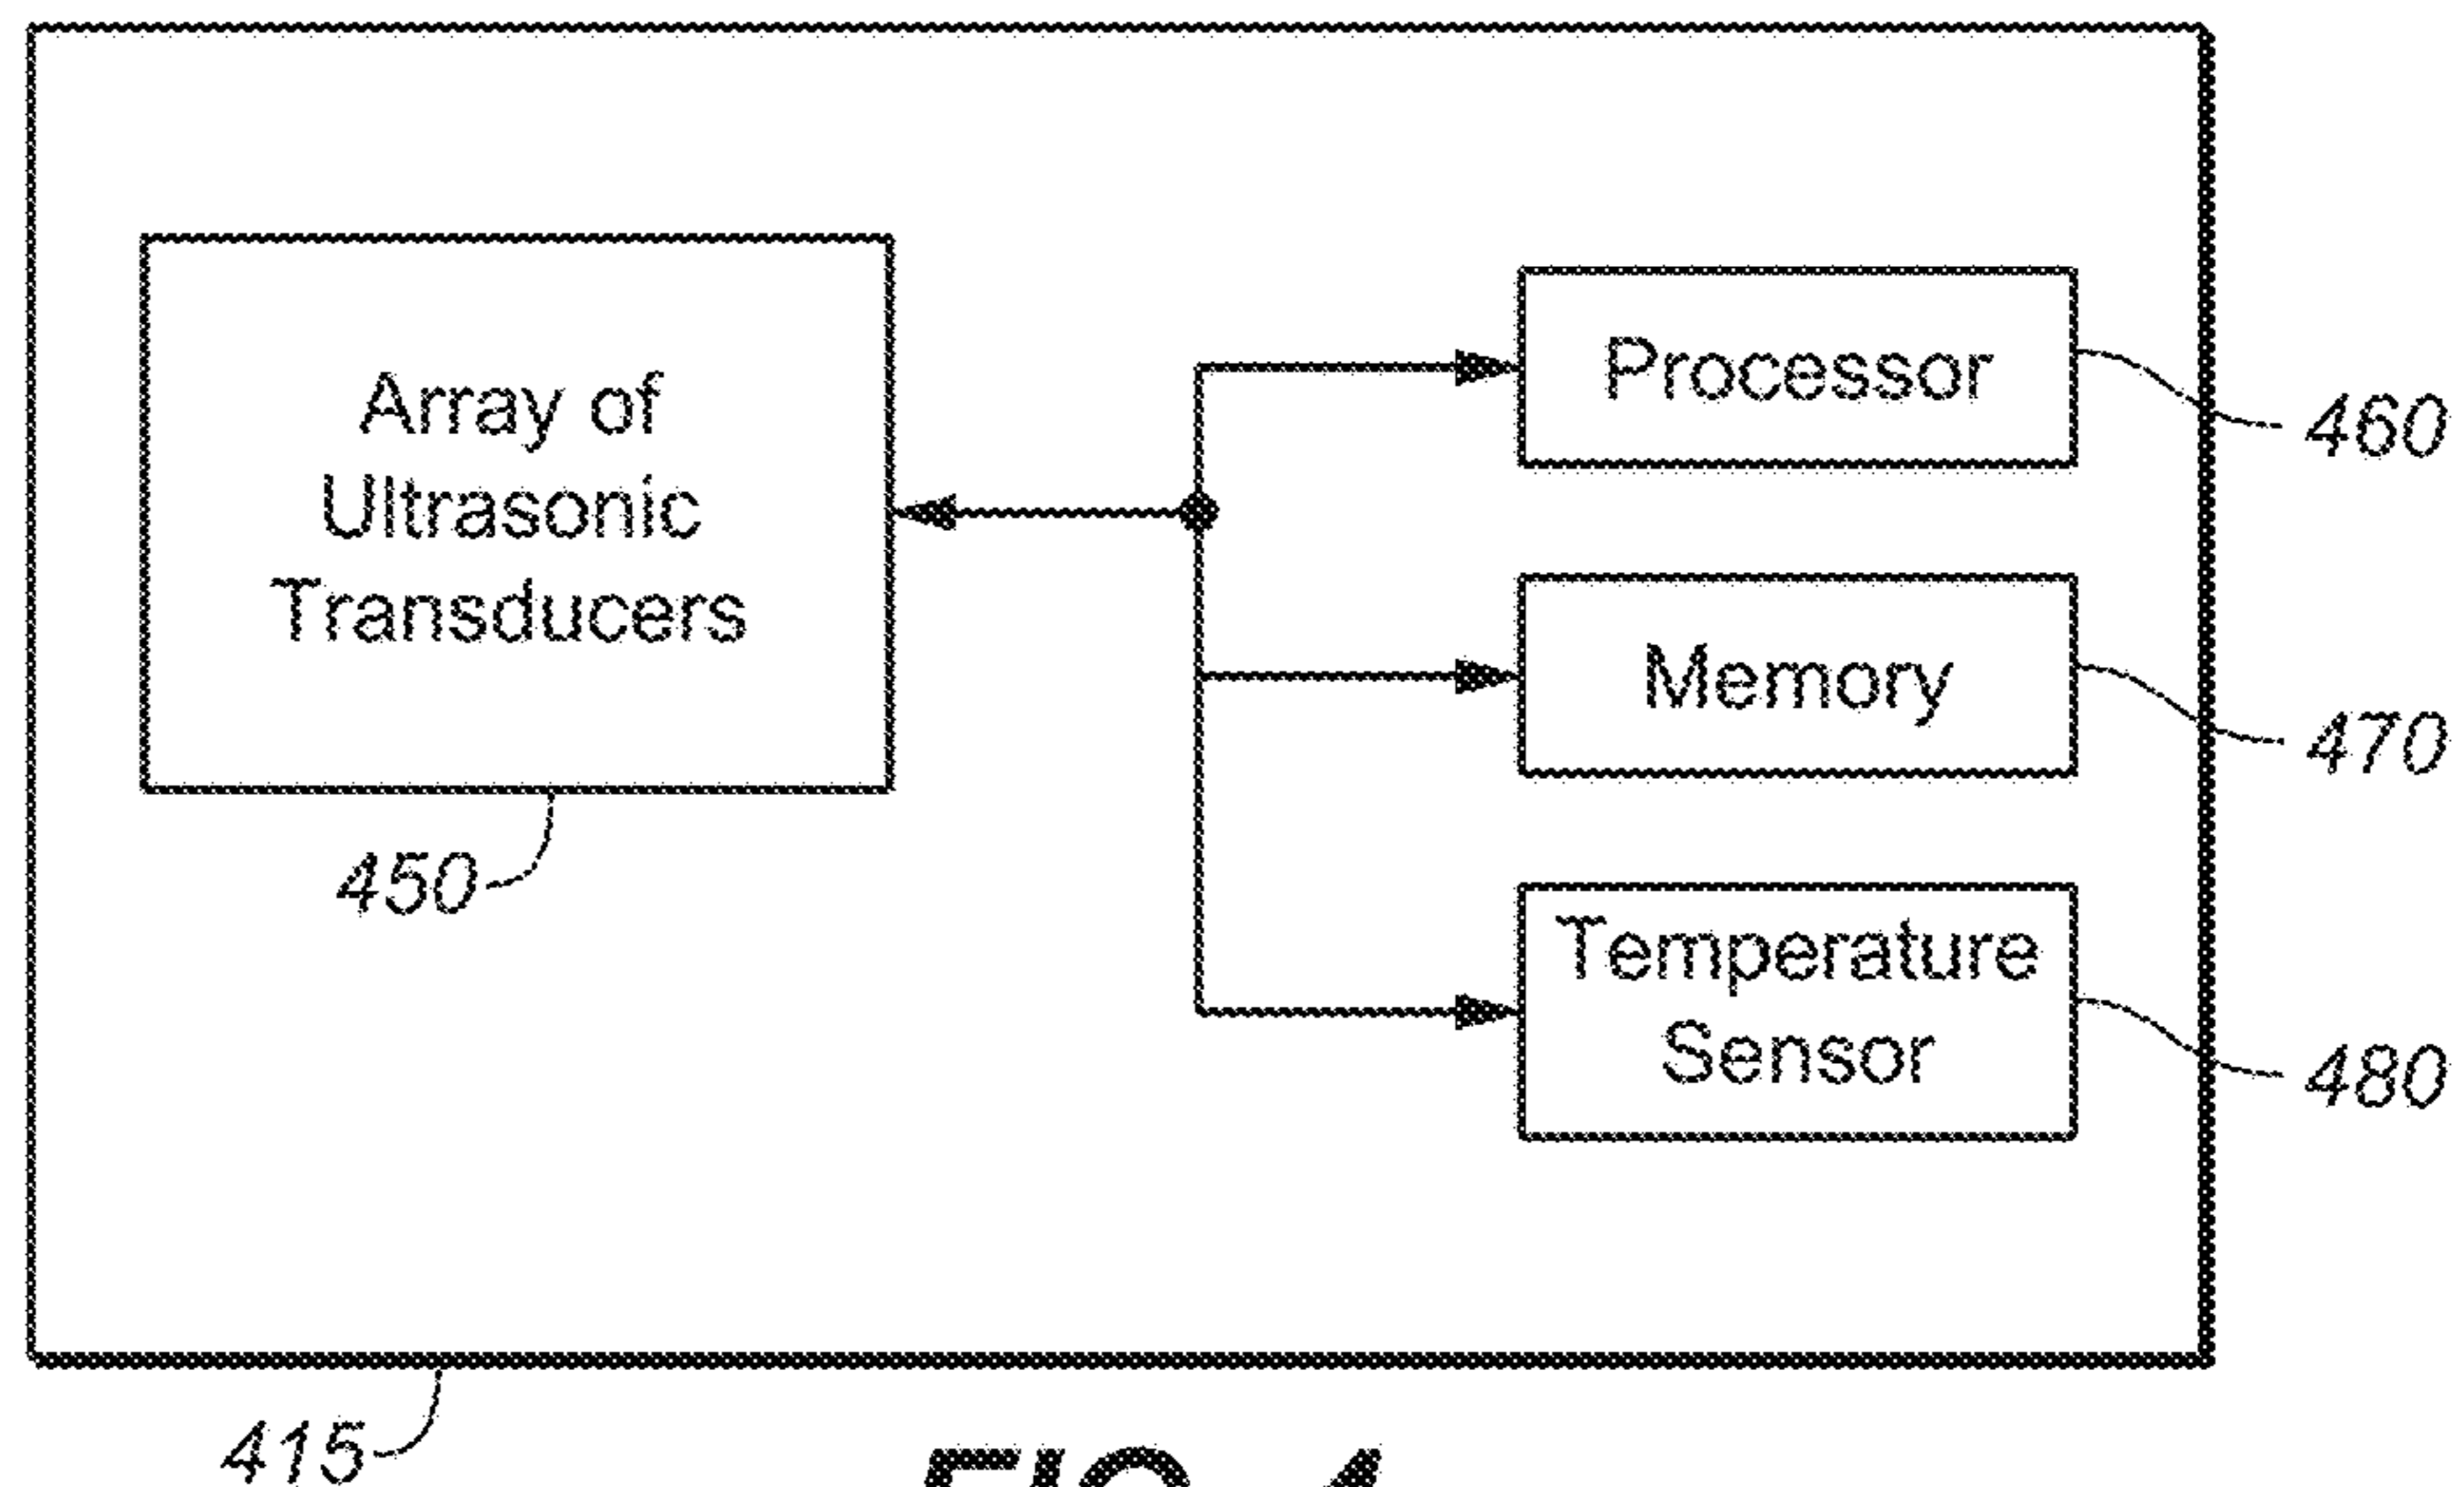 Array of
Ultrasonic
Transducers
450
Processor
460
Memory
470
Temperature
Sensor
480
415